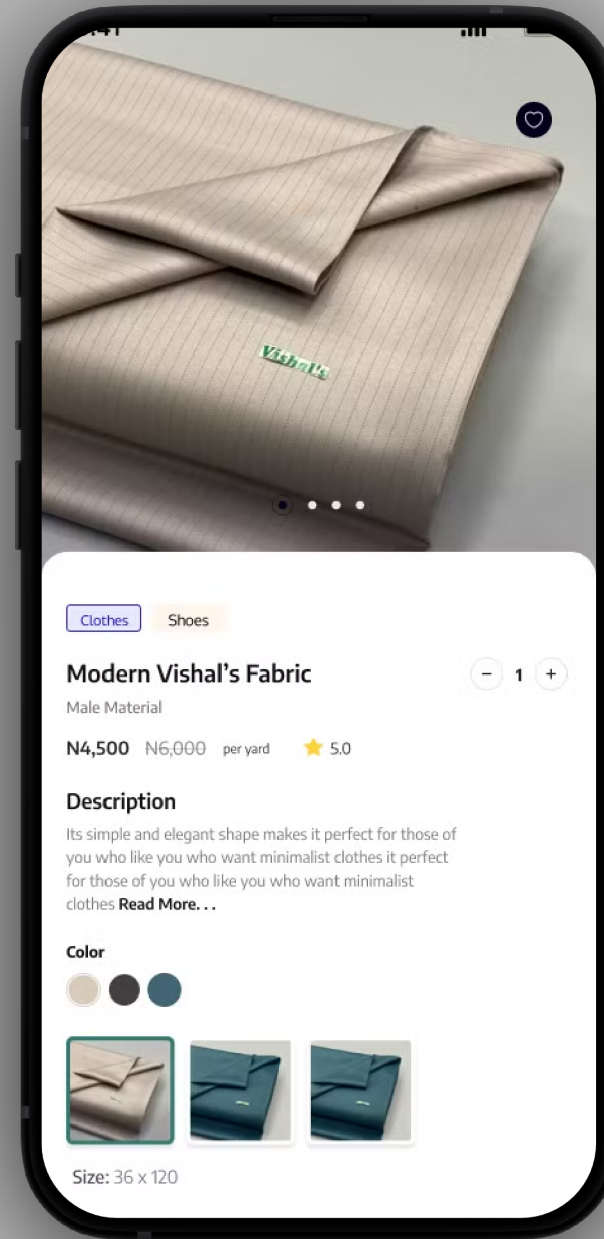 Vishal's
Clothes
Shoes
Modern Vishal’s Fabric
− 1 +
Male Material
N4,500 N6,000 per yard 5.0
Description
Its simple and elegant shape makes it perfect for those of
you who like you who want minimalist clothes it perfect
for those of you who like you who want minimalist
clothes Read More. . .
Color
Size: 36 x 120